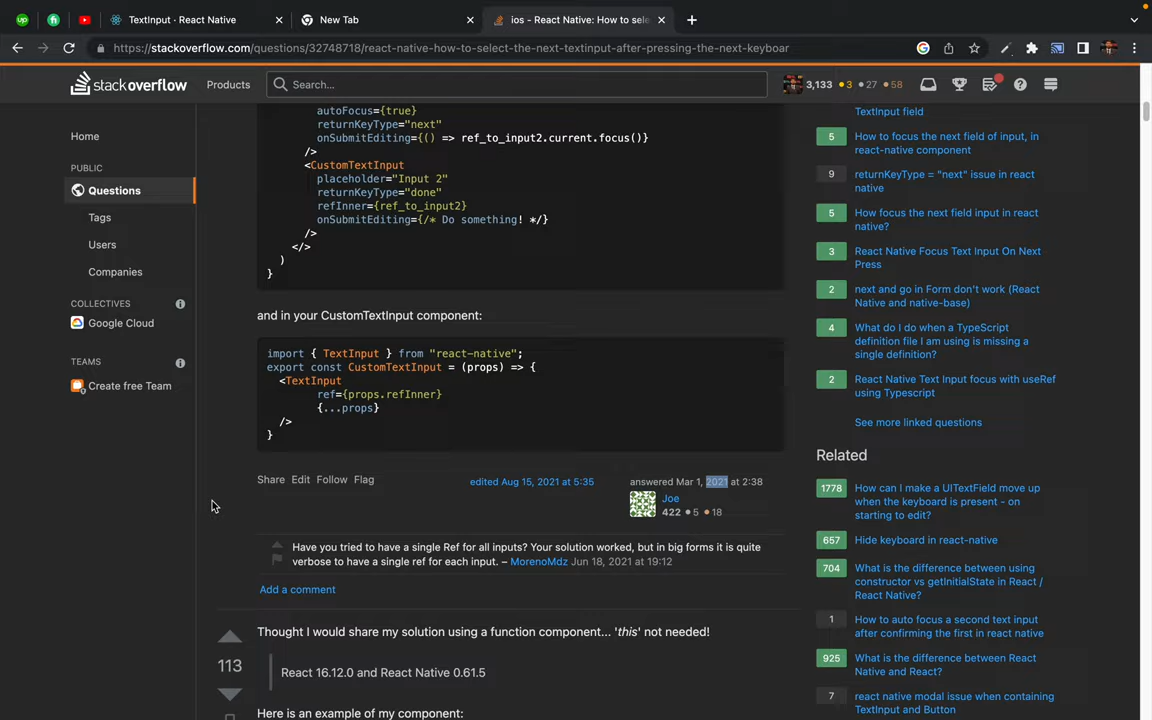 TextInput · React Native
New Tab
ios - React Native: How to sele
https://stackoverflow.com/questions/32748718/react-native-how-to-select-the-next-textinput-after-pressing-the-next-keyboar
stackoverflow
Products
Search...
3,133
3
27
58
Home
PUBLIC
Questions
Tags
Users
Companies
COLLECTIVES
Google Cloud
TEAMS
Create free Team
autoFocus={true}
returnKeyType="next"
onSubmitEditing={() => ref_to_input2.current.focus()}
/>
<CustomTextInput
placeholder="Input 2"
returnKeyType="done"
refInner={ref_to_input2}
onSubmitEditing={/* Do something! */}
/>
</>
)
}
and in your CustomTextInput component:
import { TextInput } from "react-native";
export const CustomTextInput = (props) => {
<TextInput
ref={props.refInner}
{...props}
/>
}
Share Edit Follow Flag
edited Aug 15, 2021 at 5:35
answered Mar 1, 2021 at 2:38
Joe
422 5 18
Have you tried to have a single Ref for all inputs? Your solution worked, but in big forms it is quite
verbose to have a single ref for each input. – MorenoMdz Jun 18, 2021 at 19:12
Add a comment
113
Thought I would share my solution using a function component... 'this' not needed!
React 16.12.0 and React Native 0.61.5
Here is an example of my component:
TextInput field
5 How to focus the next field of input, in
react-native component
9 returnKeyType = "next" issue in react
native
5 How focus the next field input in react
native?
3 React Native Focus Text Input On Next
Press
2 next and go in Form don't work (React
Native and native-base)
4 What do I do when a TypeScript
definition file I am using is missing a
single definition?
2 React Native Text Input focus with useRef
using Typescript
See more linked questions
Related
1778 How can I make a UITextField move up
when the keyboard is present - on
starting to edit?
657 Hide keyboard in react-native
704 What is the difference between using
constructor vs getInitialState in React /
React Native?
1 How to auto focus a second text input
after confirming the first in react native
925 What is the difference between React
Native and React?
7 react native modal issue when containing
TextInput and Button